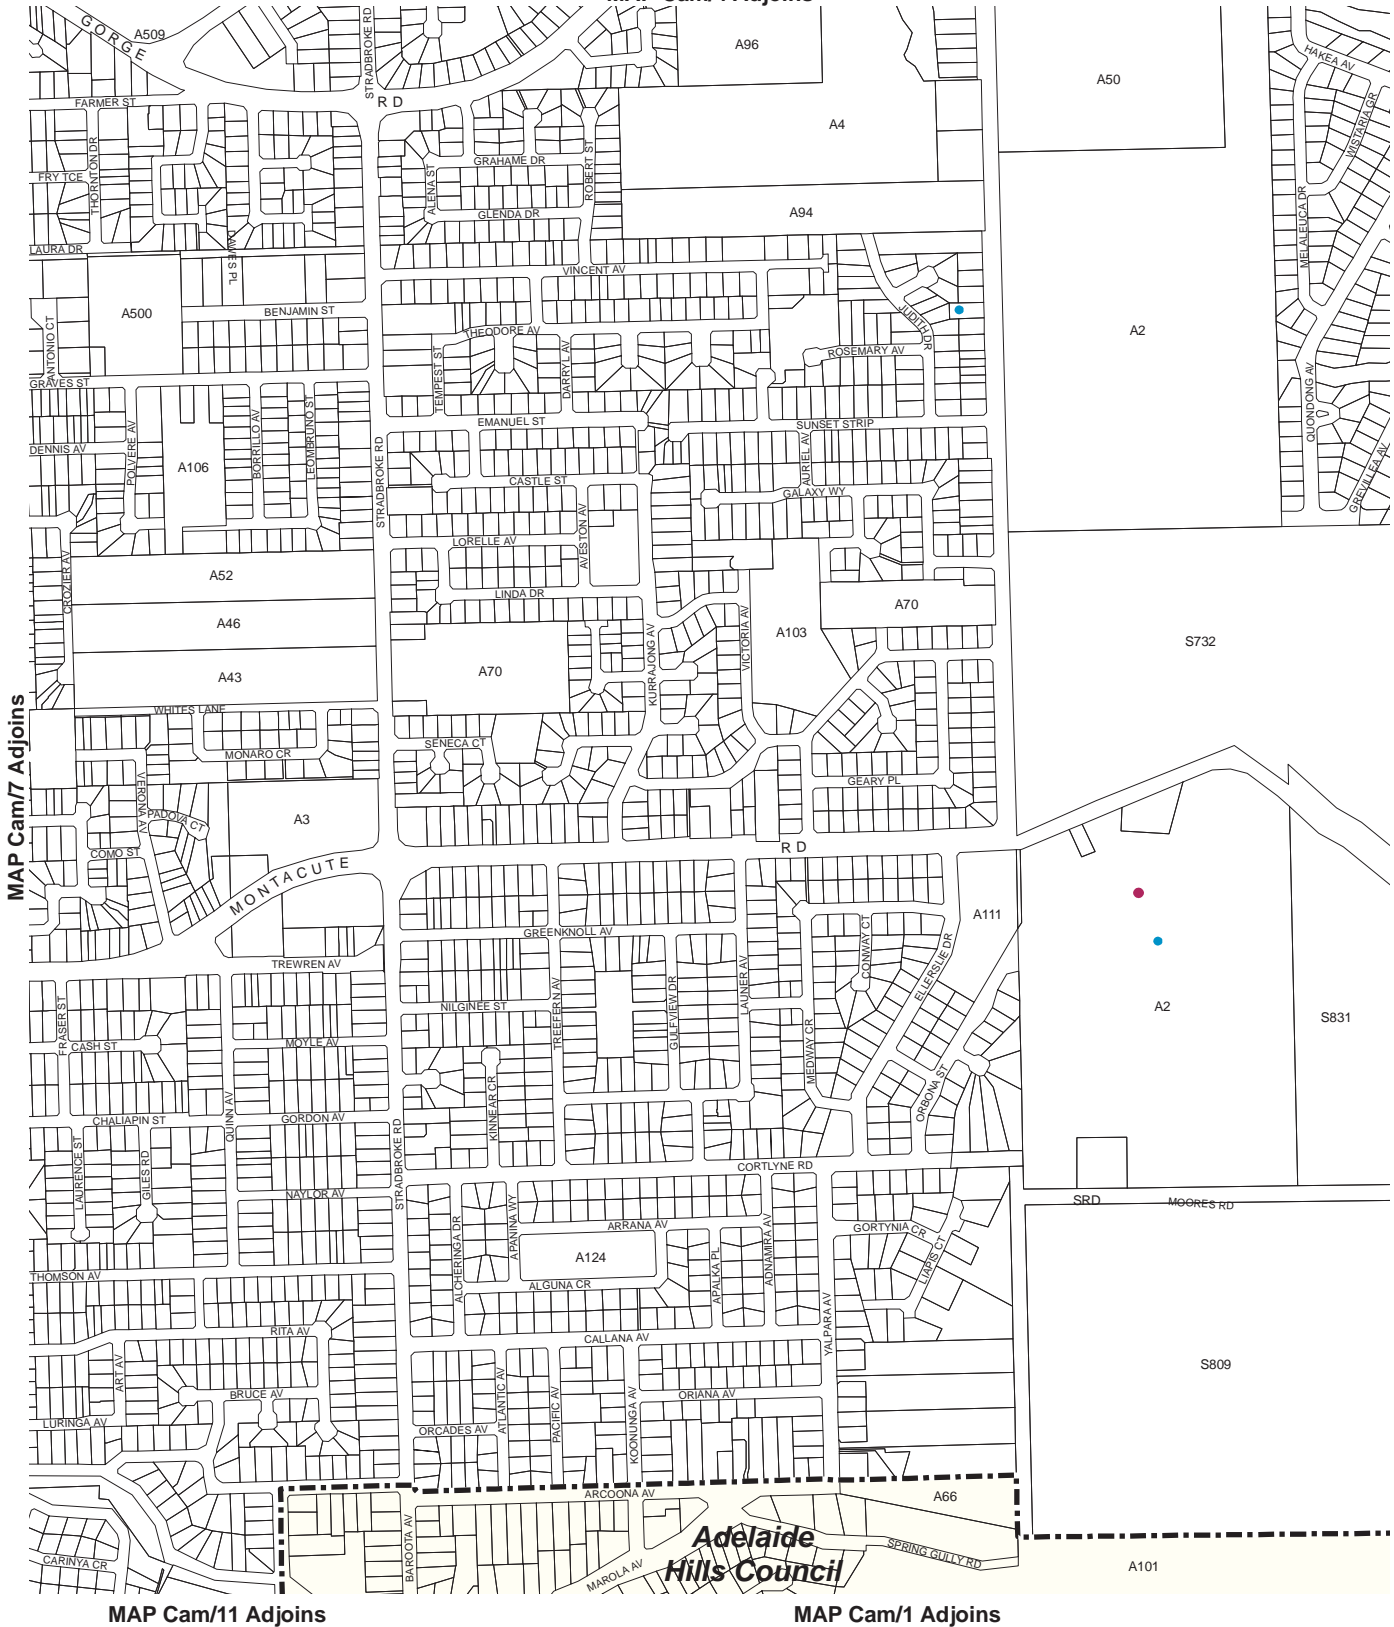 GORGE
A509
STRADBROKE RD
A96
A50
HAKEA AV
WISTARIA GR
FARMER ST
RD
A4
THORNTON DR
FRY TCE
GRAHAME DR
ROBERT ST
ALENA ST
GLENDA DR
A94
MELALEUCA DR
LAURA DR
DAWES PL
VINCENT AV
A500
BENJAMIN ST
JUDITH DR
A2
ANTONIO CT
THEODORE AV
TEMPEST ST
DARRYL AV
ROSEMARY AV
GRAVES ST
QUONDONG AV
EMANUEL ST
SUNSET STRIP
DENNIS AV
POLVERE AV
A106
BORRILLO AV
LEOMBRUNO ST
STRADBROKE RD
AURIEL AV
CASTLE ST
GALAXY WY
GREVILLEA AV
LORELLE AV
AVESTON AV
CROZIER AV
A52
LINDA DR
A70
A46
A103
VICTORIA AV
KURRAJONG AV
S732
A43
A70
MAP Cam/7 Adjoins
WHITES LANE
MONARO CR
SENECA CT
GEARY PL
VERONA AV
PADOVA CT
A3
COMO ST
RD
MONTACUTE
A111
GREENKNOLL AV
CONWAY CT
ELLERSLIE DR
TREWREN AV
TREEFERN AV
GULFVIEW DR
LAUNER AV
NILGINEE ST
A2
S831
FRASER ST
CASH ST
MOYLE AV
MEDWAY CR
KINNEAR CR
ORBONA ST
CHALIAPIN ST
QUINN AV
GORDON AV
STRADBROKE RD
LAURENCE ST
GILES RD
CORTLYNE RD
NAYLOR AV
APANINA WY
SRD
MOORES RD
ALCHERINGA DR
ARRANA AV
GORTYNIA CR
A124
APALKA PL
ADNAMIRA AV
LIAPIS CT
THOMSON AV
ALGUNA CR
YALPARA AV
RITA AV
CALLANA AV
S809
ART AV
BRUCE AV
ATLANTIC AV
PACIFIC AV
KOONUNGA AV
ORIANA AV
LURINGA AV
ORCADES AV
ARCOONA AV
A66
BAROOTA AV
Adelaide
Hills Council
SPRING GULLY RD
CARINYA CR
MAROLA AV
A101
MAP Cam/11 Adjoins
MAP Cam/1 Adjoins